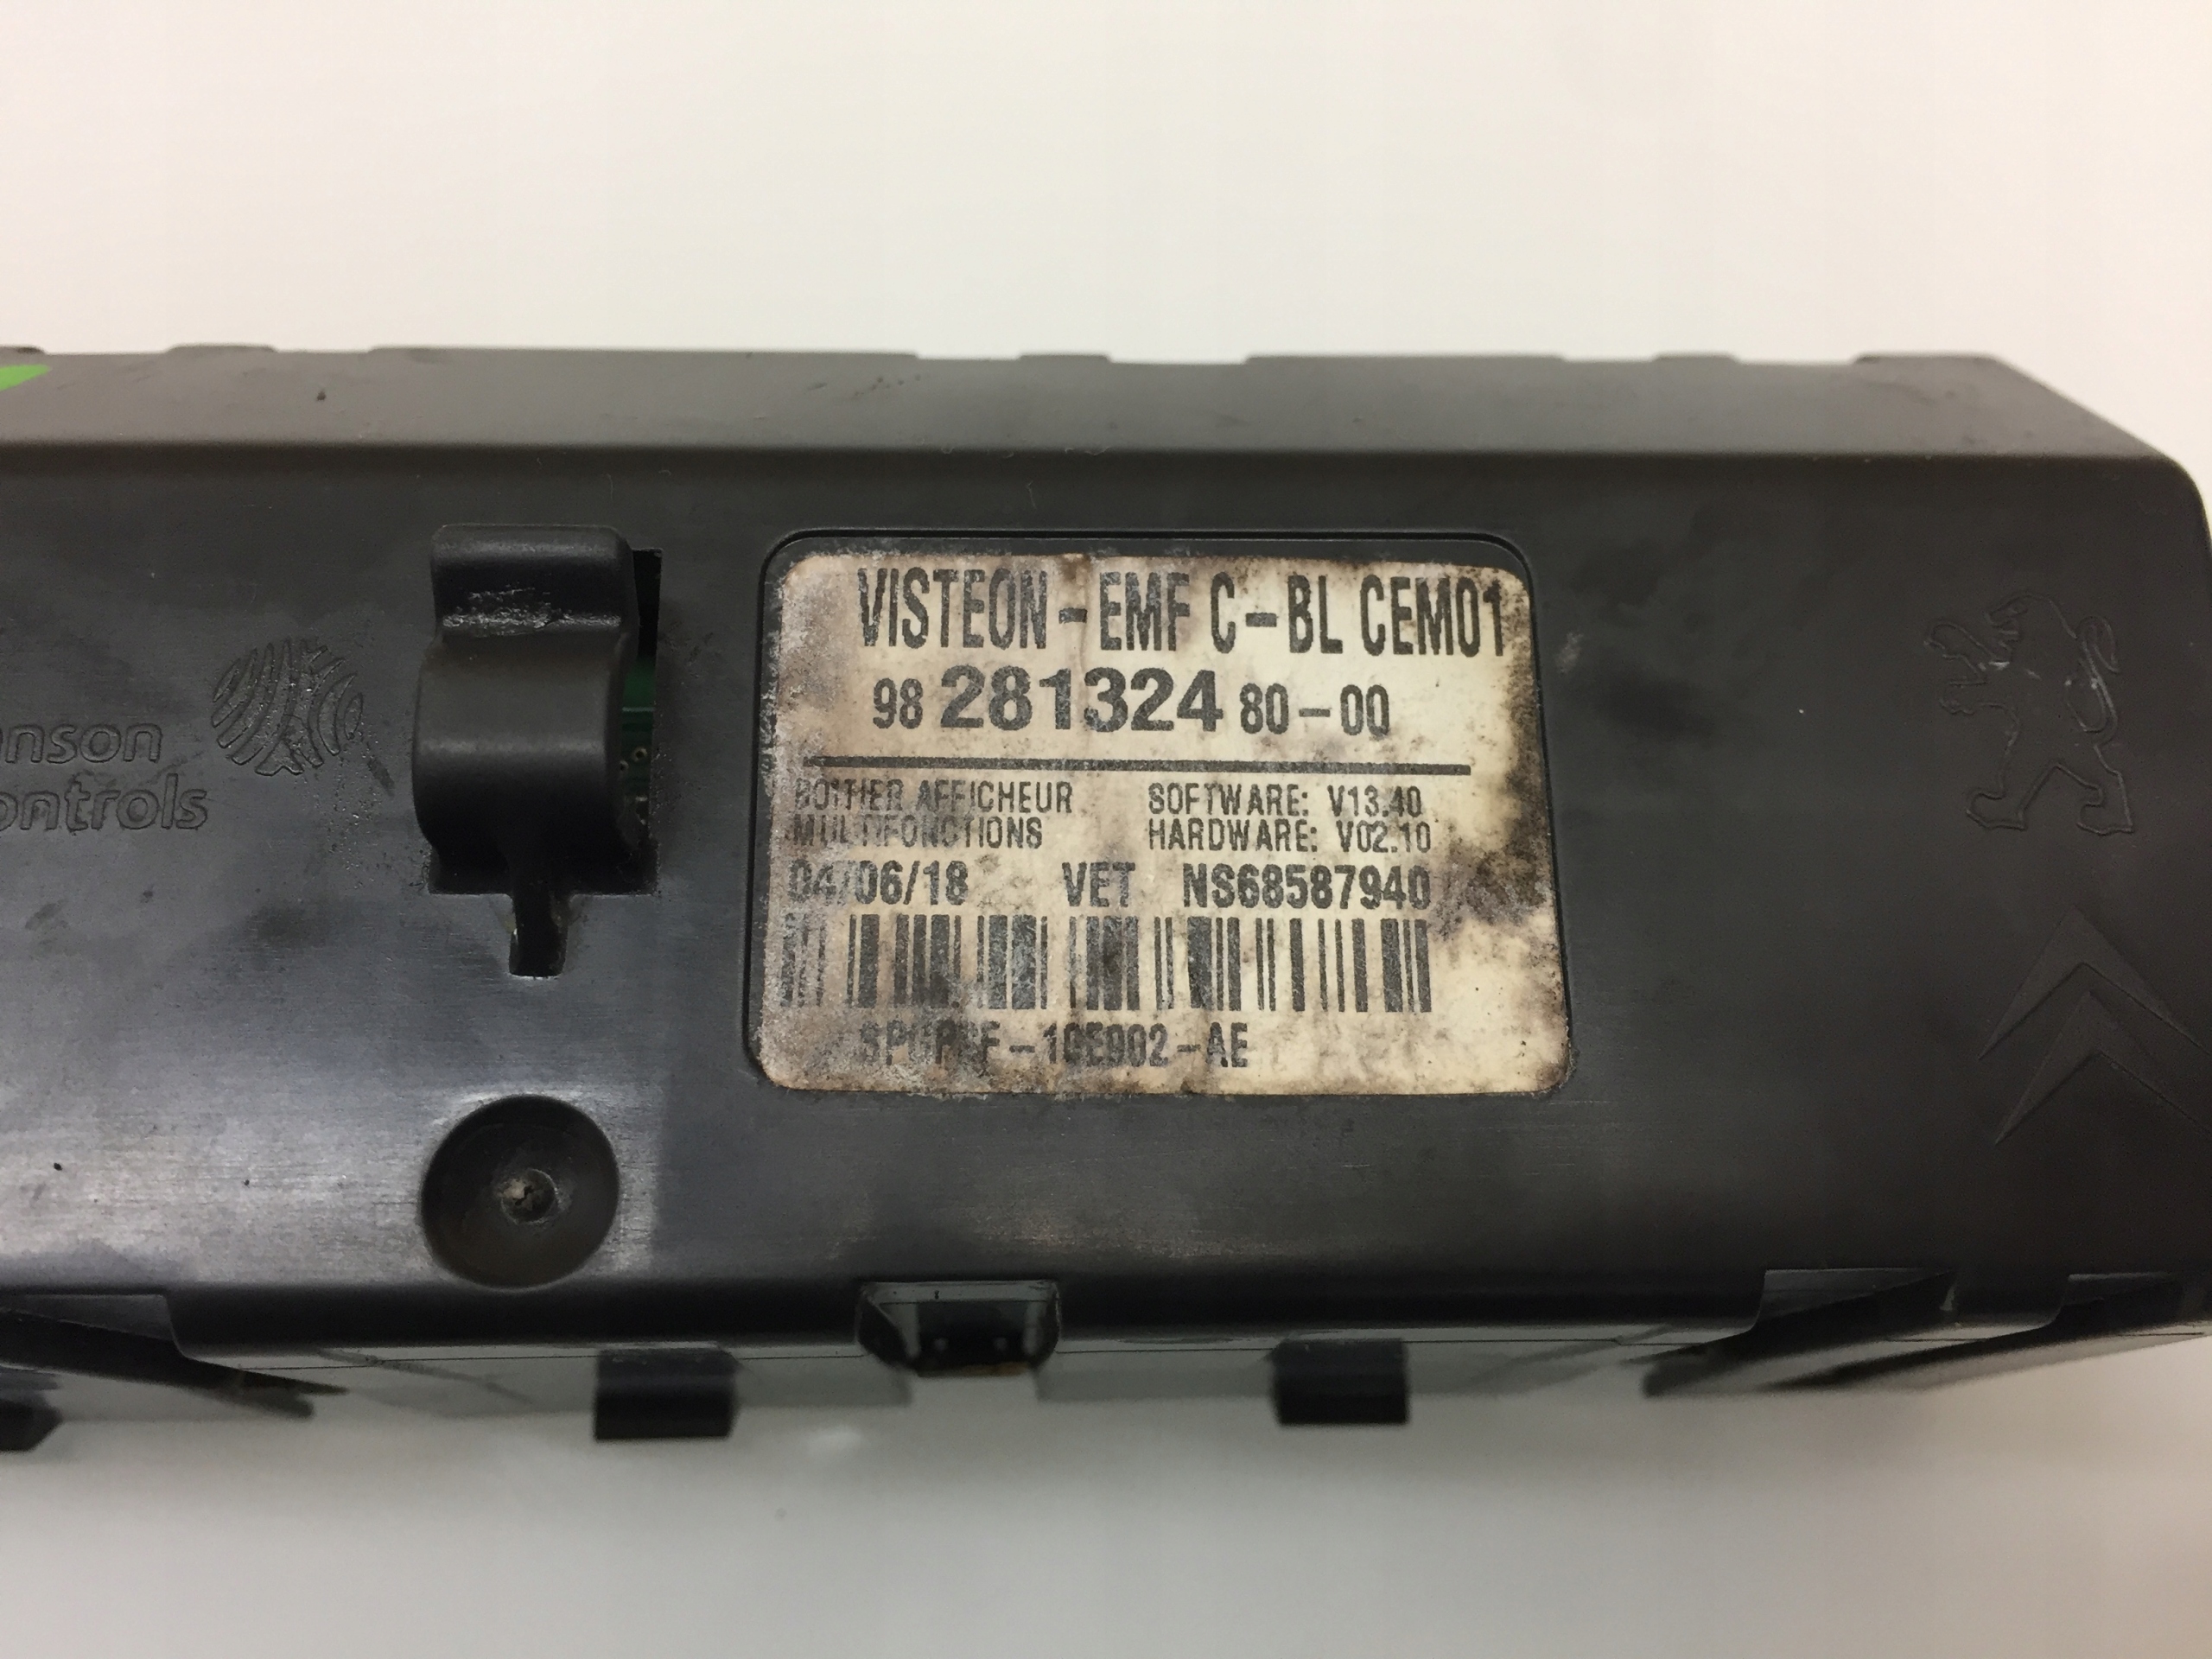 VISTEON-EMF C-BL CEM01
98 281324 80-00
BOITIER AFFICHEUR SOFTWARE: V13.40
MULTIFONCTIONS HARDWARE: V02.10
04/06/18 VET NS68587940
nson
ontrols